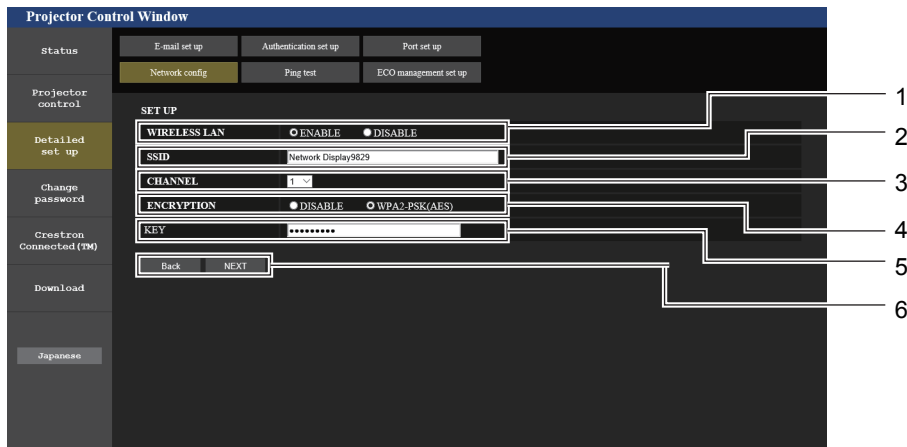 Projector Control Window
Status
E-mail set up
Authentication set up
Port set up
Network config
Ping test
ECO management set up
Projector
control
Detailed
set up
Change
password
Crestron
Connected(TM)
Download
Japanese
SET UP
WIRELESS LAN ENABLE DISABLE
SSID Network Display9829
CHANNEL 1
ENCRYPTION DISABLE WPA2-PSK(AES)
KEY •••••••••
Back NEXT
1
2
3
4
5
6